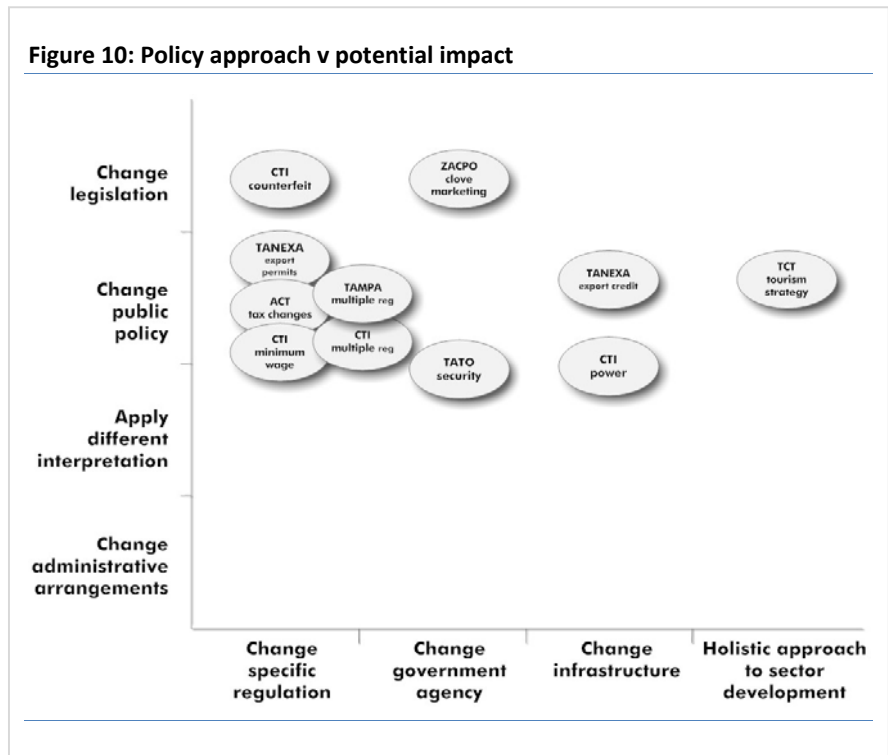 Figure 10: Policy approach v potential impact
Change
legislation
CTI
counterfeit
ZACPO
clove
marketing
Change
public
policy
TANEXA
export
permits
ACT
tax changes
CTI
minimum
wage
TAMPA
multiple reg
CTI
multiple reg
TATO
security
TANEXA
export credit
CTI
power
TCT
tourism
strategy
Apply
different
interpretation
Change
administrative
arrangements
Change
specific
regulation
Change
government
agency
Change
infrastructure
Holistic approach
to sector
development